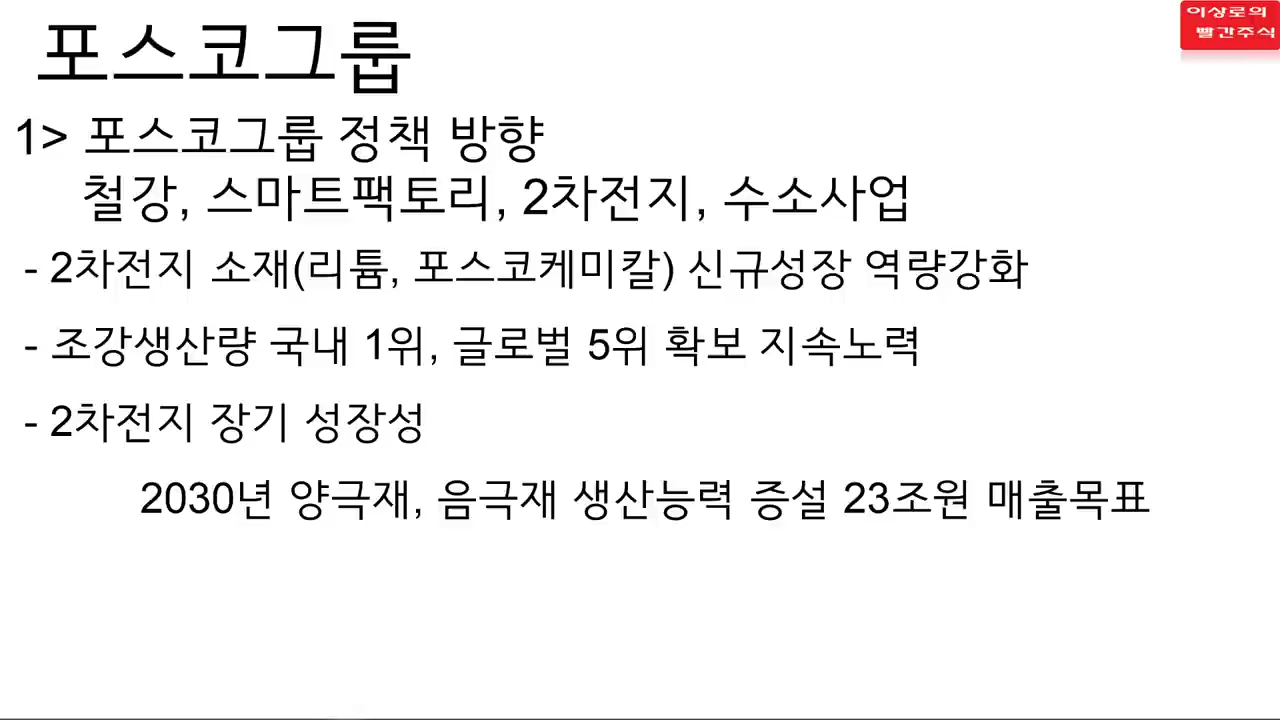 이상로의
빨간주식
포스코그룹
1> 포스코그룹 정책 방향
철강, 스마트팩토리, 2차전지, 수소사업
- 2차전지 소재(리튬, 포스코케미칼) 신규성장 역량강화
- 조강생산량 국내 1위, 글로벌 5위 확보 지속노력
- 2차전지 장기 성장성
2030년 양극재, 음극재 생산능력 증설 23조원 매출목표